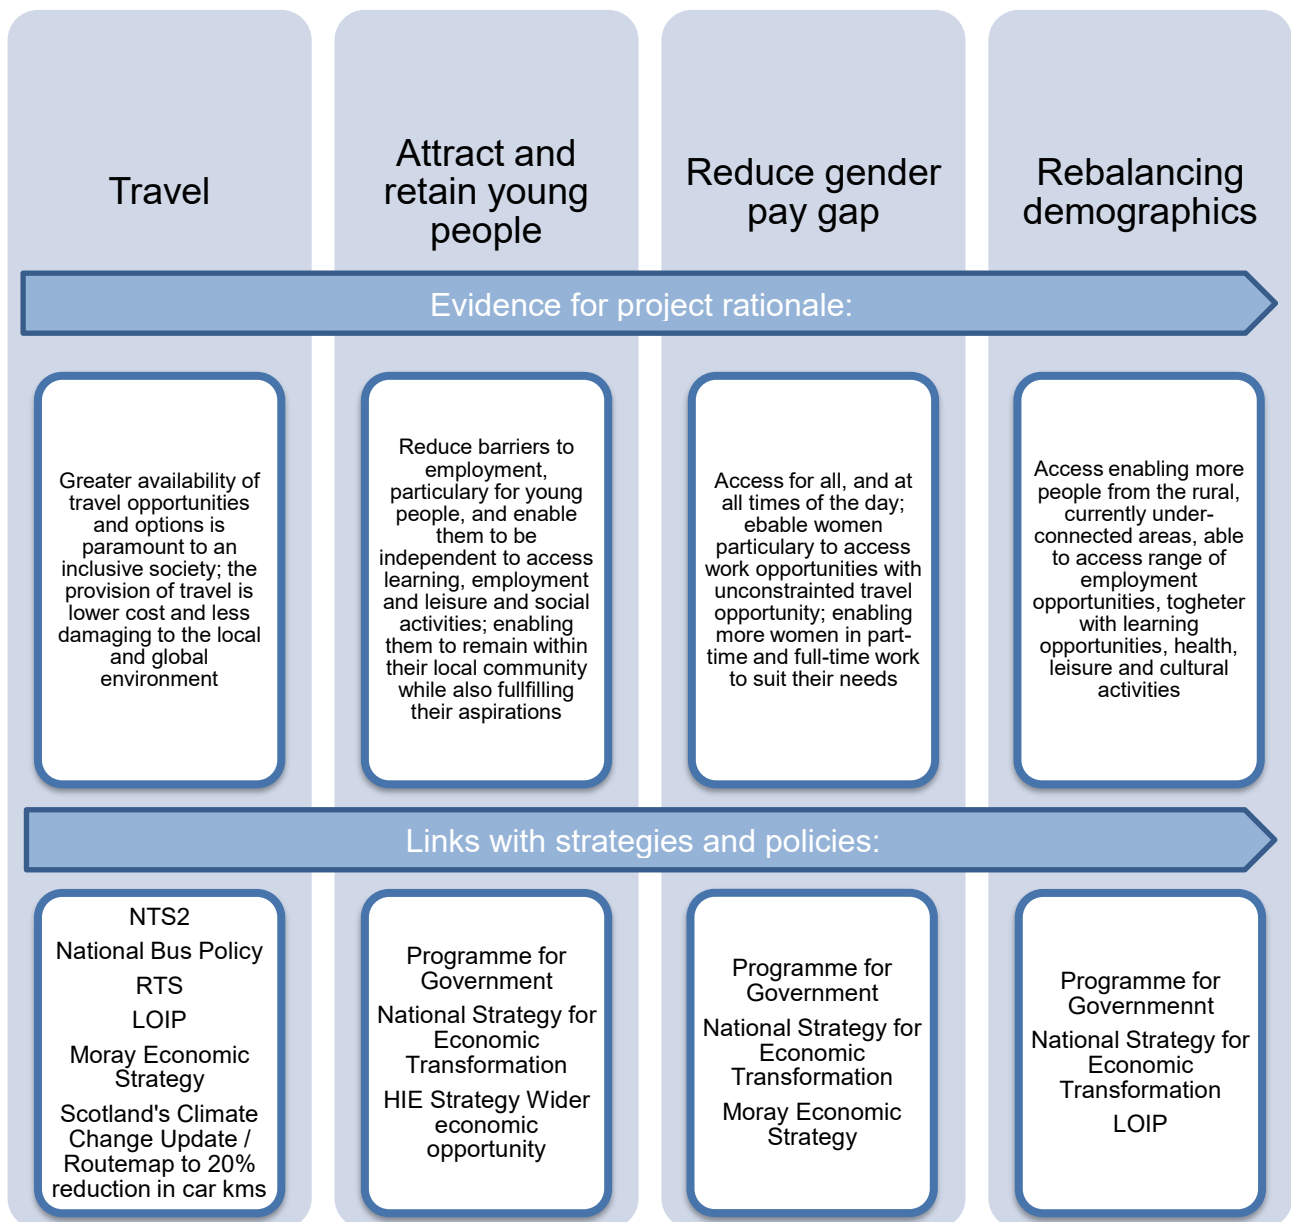 Travel
Attract and
retain young
people
Reduce gender
pay gap
Rebalancing
demographics
Evidence for project rationale:
Greater availability of
travel opportunities
and options is
paramount to an
inclusive society; the
provision of travel is
lower cost and less
damaging to the local
and global
environment
Reduce barriers to
employment,
particulary for young
people, and enable
them to be
independent to access
learning, employment
and leisure and social
activities; enabling
them to remain within
their local community
while also fullfilling
their aspirations
Access for all, and at
all times of the day;
ebable women
particulary to access
work opportunities with
unconstrainted travel
opportunity; enabling
more women in part-
time and full-time work
to suit their needs
Access enabling more
people from the rural,
currently under-
connected areas, able
to access range of
employment
opportunities, togheter
with learning
opportunities, health,
leisure and cultural
activities
Links with strategies and policies:
NTS2
National Bus Policy
RTS
LOIP
Moray Economic
Strategy
Scotland's Climate
Change Update /
Routemap to 20%
reduction in car kms
Programme for
Government
National Strategy for
Economic
Transformation
HIE Strategy Wider
economic
opportunity
Programme for
Government
National Strategy for
Economic
Transformation
Moray Economic
Strategy
Programme for
Governmennt
National Strategy for
Economic
Transformation
LOIP